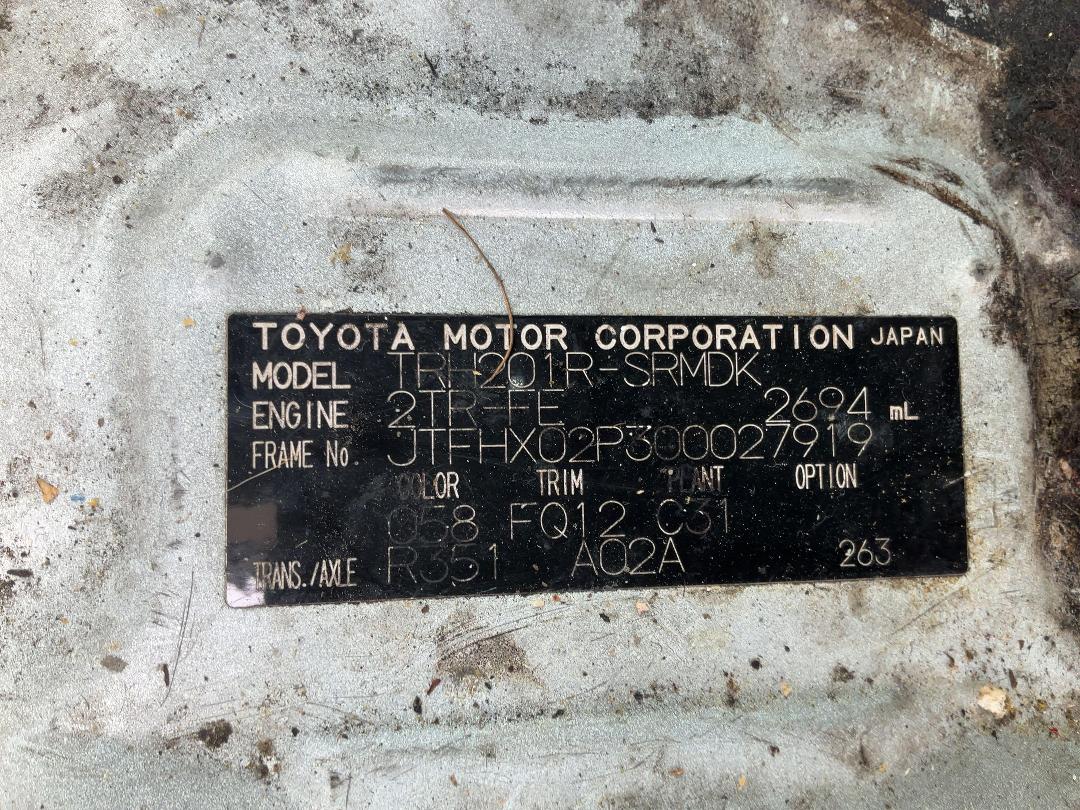 TOYOTA MOTOR CORPORATION JAPAN
MODEL TRH201R-SRMDK
ENGINE 2TR-FE 2694 mL
FRAME No. JTFHX02P300027919
COLOR TRIM PLANT OPTION
058 FQ12 C31
TRANS./AXLE R351 A02A 263